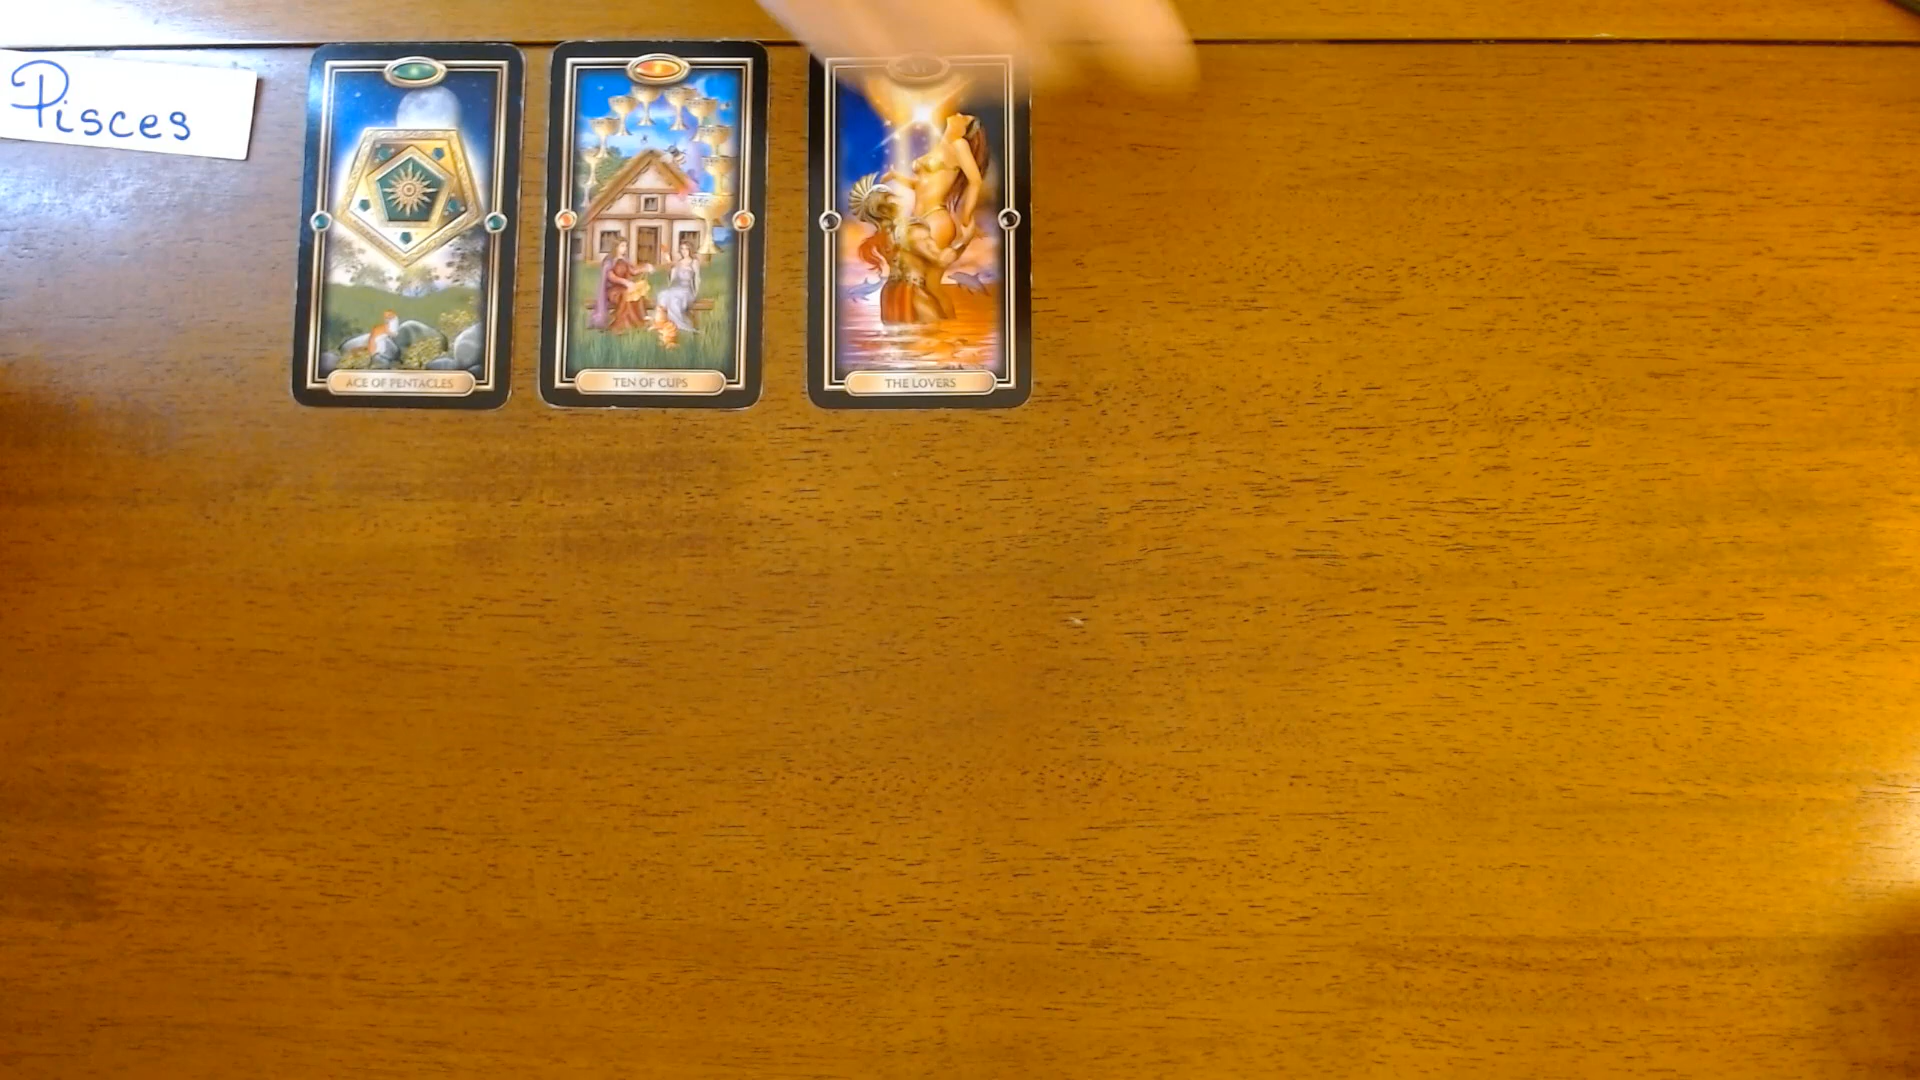 Pisces
ACE OF PENTACLES
TEN OF CUPS
THE LOVERS